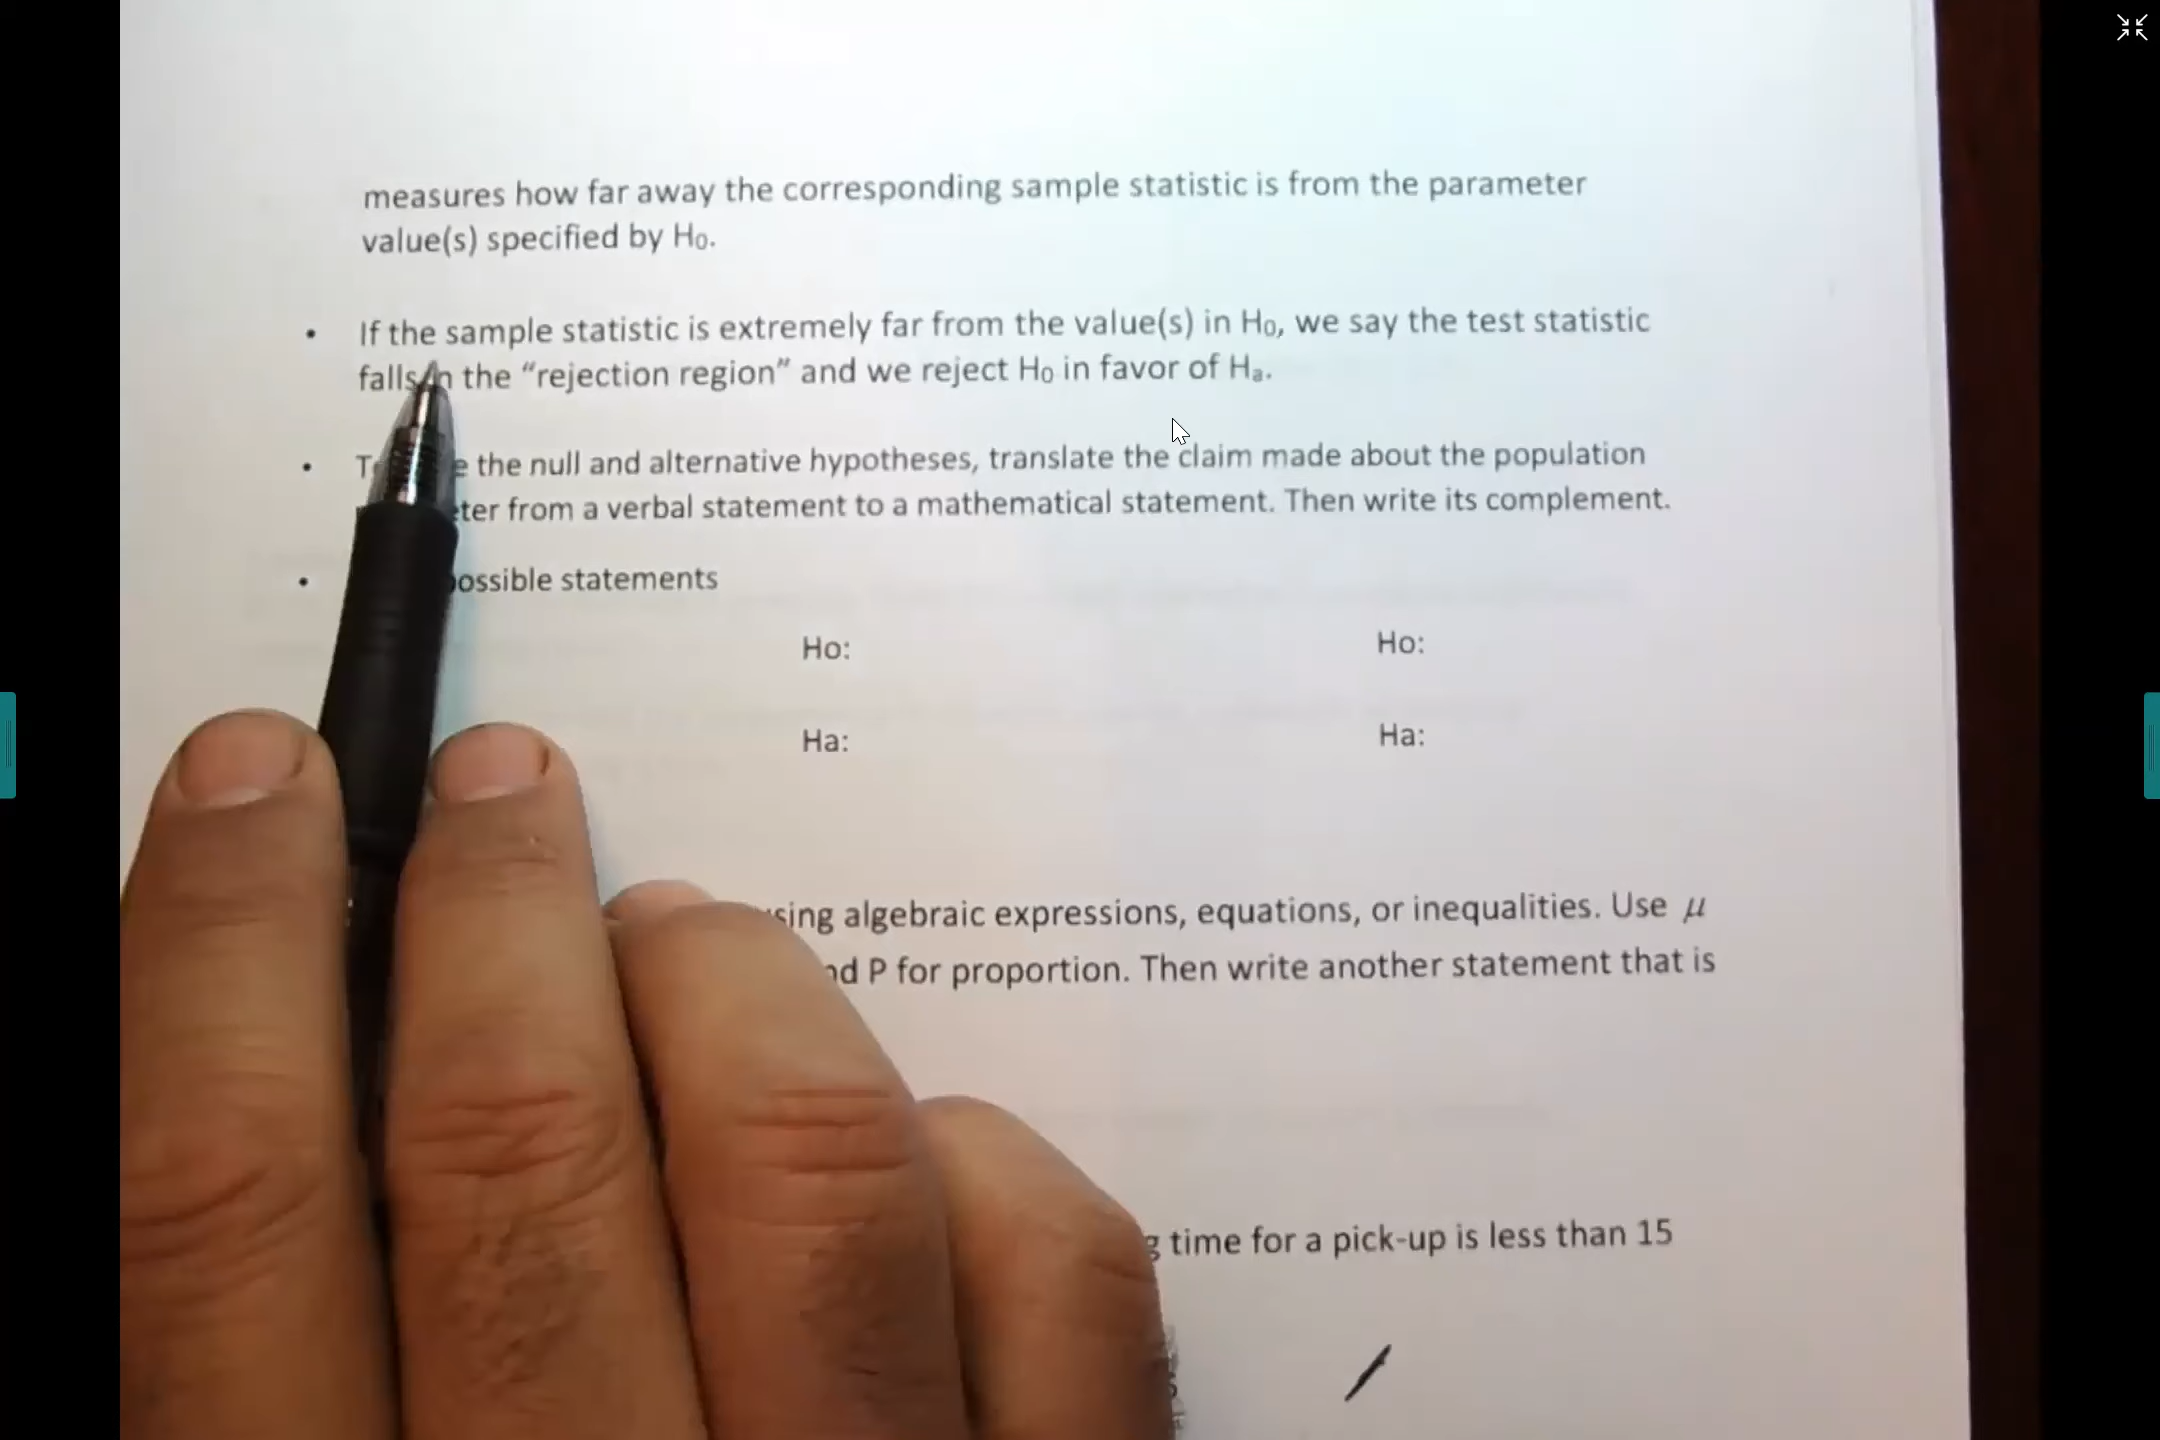 measures how far away the corresponding sample statistic is from the parameter
value(s) specified by H₀.
• If the sample statistic is extremely far from the value(s) in H₀, we say the test statistic
falls in the “rejection region” and we reject H₀ in favor of Hₐ.
• the null and alternative hypotheses, translate the claim made about the population
from a verbal statement to a mathematical statement. Then write its complement.
• possible statements
Ho: Ho:
Ha: Ha:
algebraic expressions, equations, or inequalities. Use μ
P for proportion. Then write another statement that is
time for a pick-up is less than 15